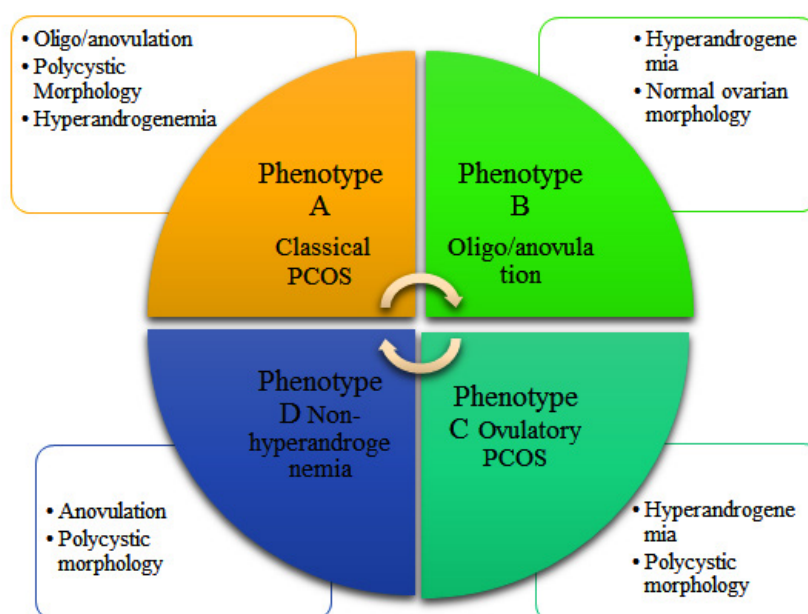 • Oligo/anovulation
• Polycystic
Morphology
• Hyperandrogenemia
• Hyperandrogene
mia
• Normal ovarian
morphology
Phenotype
A
Classical
PCOS
Phenotype
B
Oligo/anovula
tion
Phenotype
D Non-
hyperandroge
nemia
Phenotype
C Ovulatory
PCOS
• Anovulation
• Polycystic
morphology
• Hyperandrogene
mia
• Polycystic
morphology